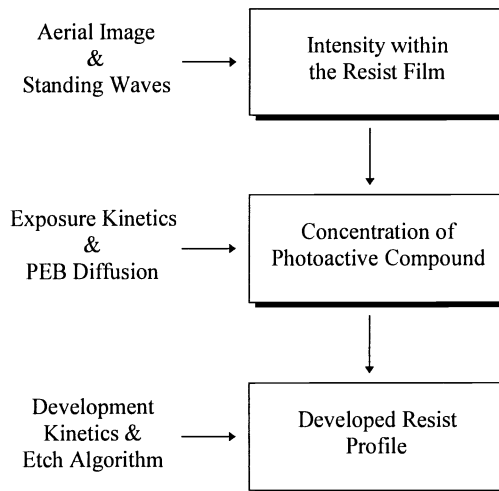 Aerial Image
&
Standing Waves
Intensity within
the Resist Film
Exposure Kinetics
&
PEB Diffusion
Concentration of
Photoactive Compound
Development
Kinetics &
Etch Algorithm
Developed Resist
Profile